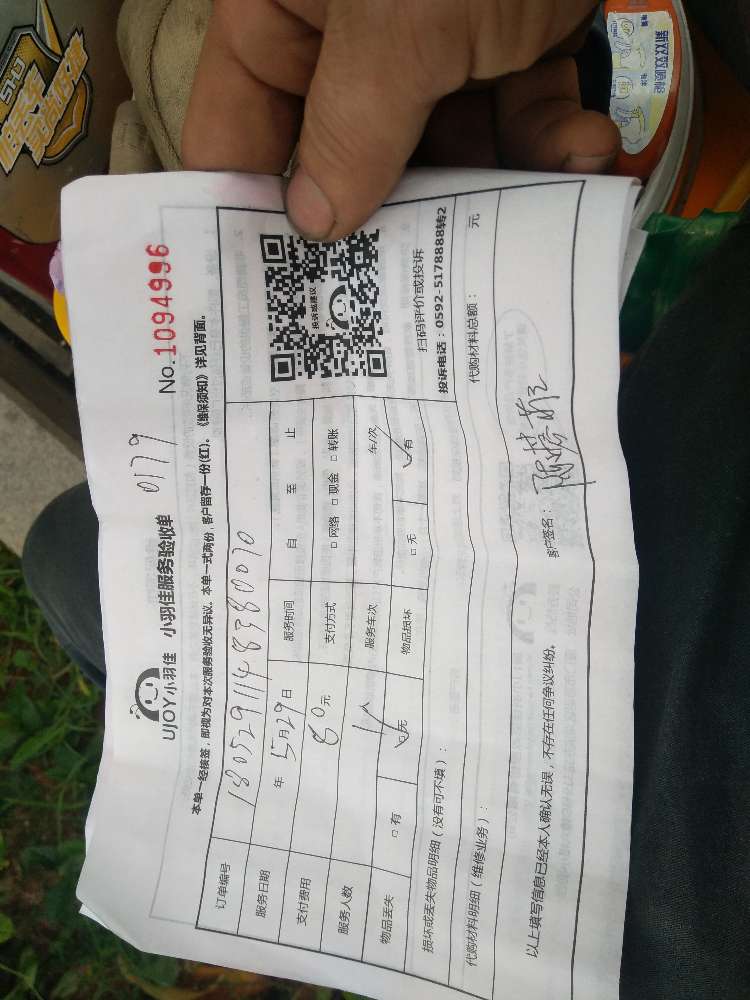 UJOY小羽佳 小羽佳服务验收单 0179 No.1094996
本单一经核签，即视为对本次服务验收无异议。本单一式两份，客户留存一份(红)。《维保须知》详见背面。
订单编号 180529114838 0070
服务日期 年 5月29日 服务时间 自 至 止
支付费用 80元 支付方式 □网络 □现金 □转账
服务人数 1人 服务车次 车/次
物品丢失 □有 □无 物品损坏 □无 □有
投诉或建议
扫码评价或投诉
投诉电话：0592-5178888转2
损坏或丢失物品明细（没有可不填）：
代购材料明细（维修业务）： 代购材料总额： 元
以上填写信息已经本人确认无误，不存在任何争议纠纷。 客户签名：